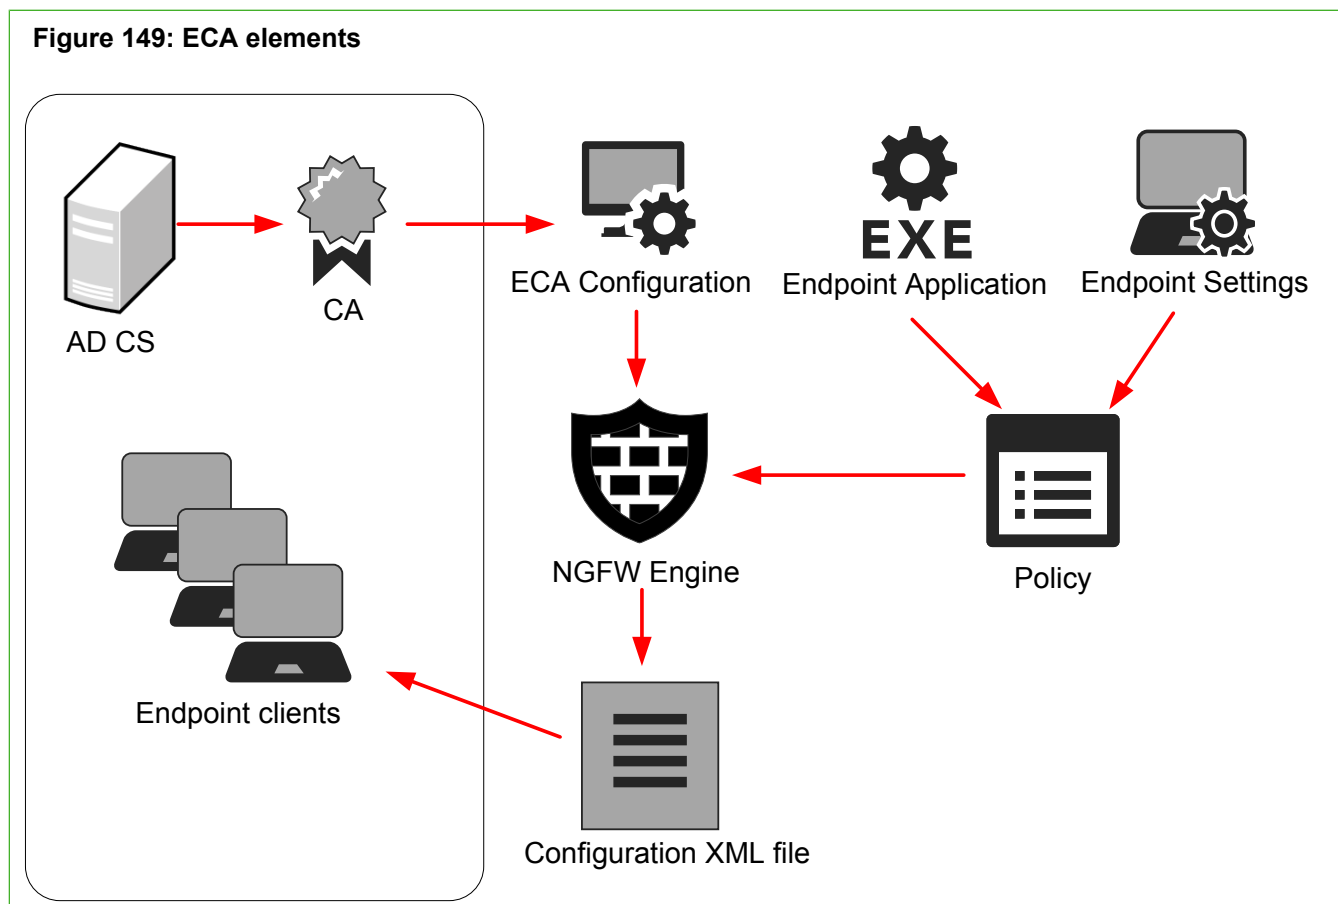 Figure 149: ECA elements
AD CS
CA
ECA Configuration
EXE
Endpoint Application
Endpoint Settings
NGFW Engine
Policy
Endpoint clients
Configuration XML file